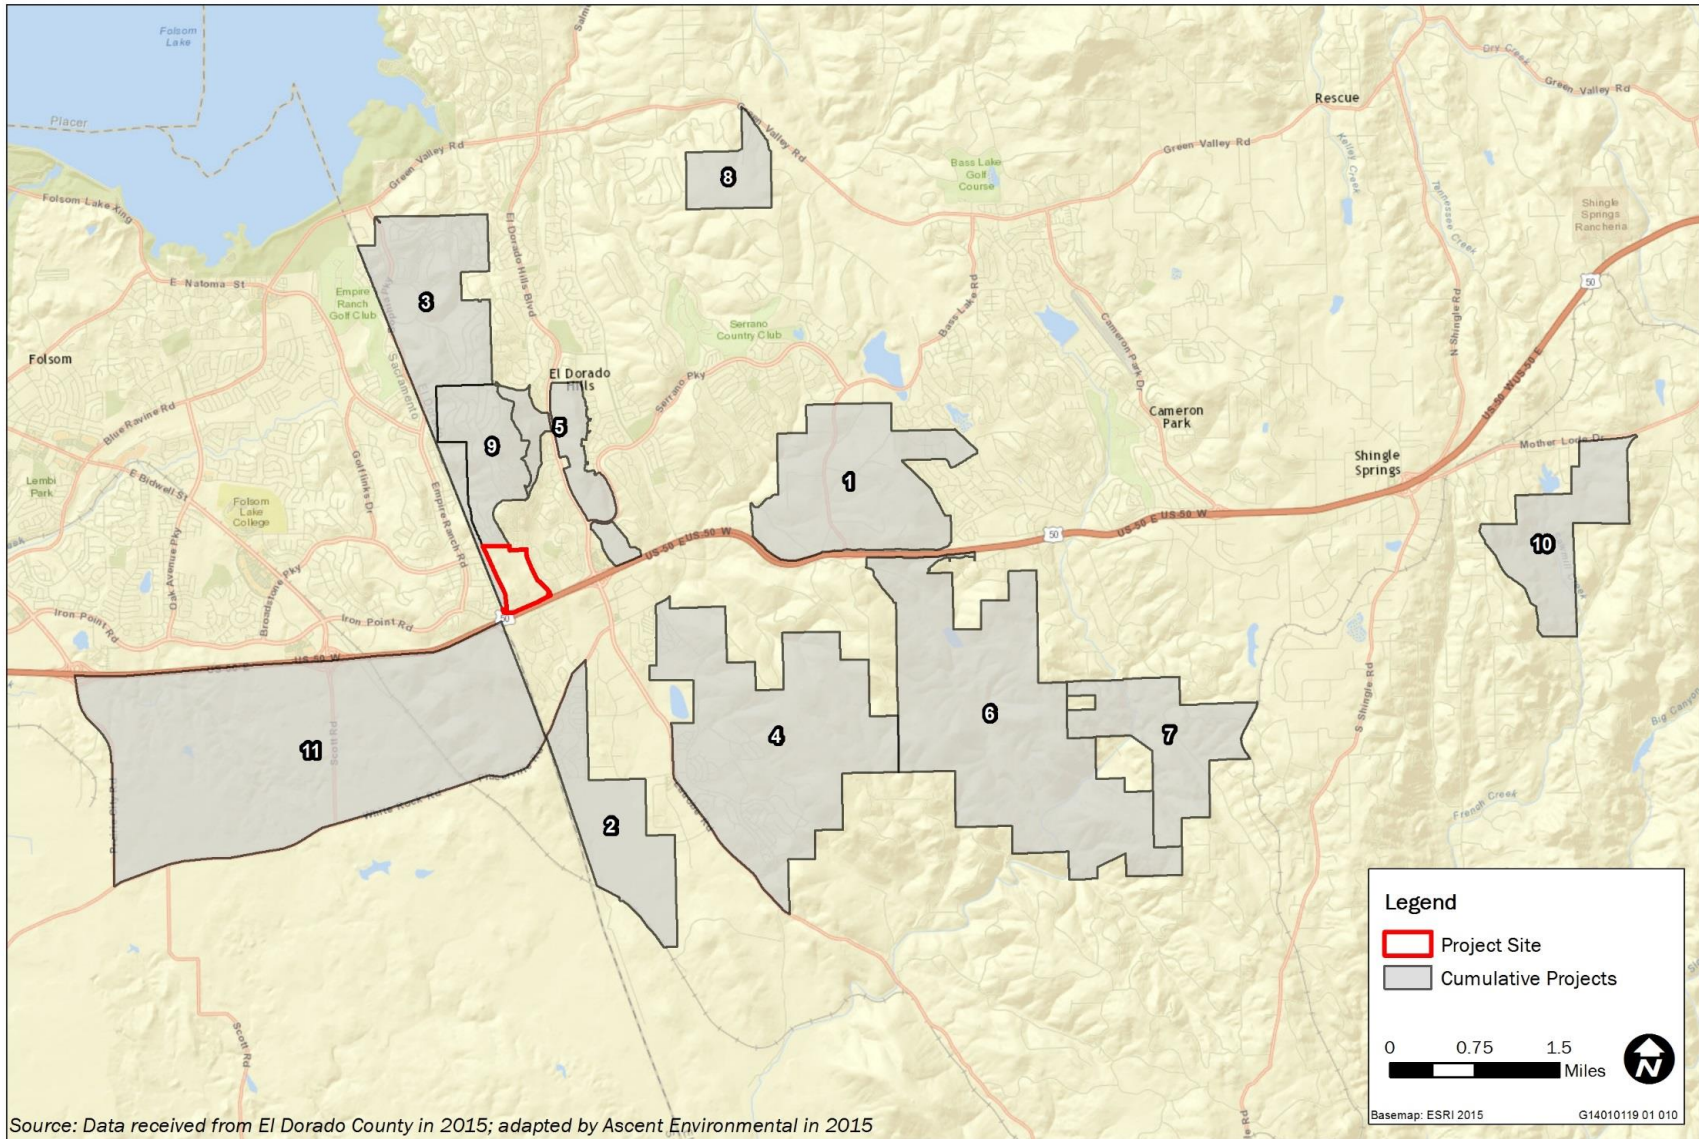 Folsom
Lake
Placer
Folsom Lake Xing
Green Valley Rd
Green Valley Rd
Rescue
Dry Creek
Green Valley Rd
Bass Lake
Golf
Course
Kelley Creek
Tennessee Creek
Shingle
Springs
Rancheria
8
El Dorado Hills Blvd
E Natoma St
Empire
Ranch
Golf Club
3
Serrano
Country Club
Bass Lake Rd
Cameron Park Dr
N Shingle Rd
50
US 50 W US 50 E
Folsom
Sacramento
El Dorado
Hills
Serrano Pky
Cameron
Park
Blue Ravine Rd
5
9
Mother Lode Dr
Shingle
Springs
E Bidwell St
Golf Links Dr
Empire Ranch Rd
1
Lembi
Park
Folsom
Lake
College
Oak Avenue Pky
US 50 E US 50 W
50
US 50 E US 50 W
10
Broadstone Pky
Iron Point Rd
Iron Point Rd
50
US 50 E
US 50 W
11
Scott Rd
4
6
7
S Shingle Rd
White Rock Rd
2
French Creek
Scott Rd
Legend
Project Site
Cumulative Projects
0 0.75 1.5
Miles
N
Basemap: ESRI 2015
G14010119 01 010
Source: Data received from El Dorado County in 2015; adapted by Ascent Environmental in 2015